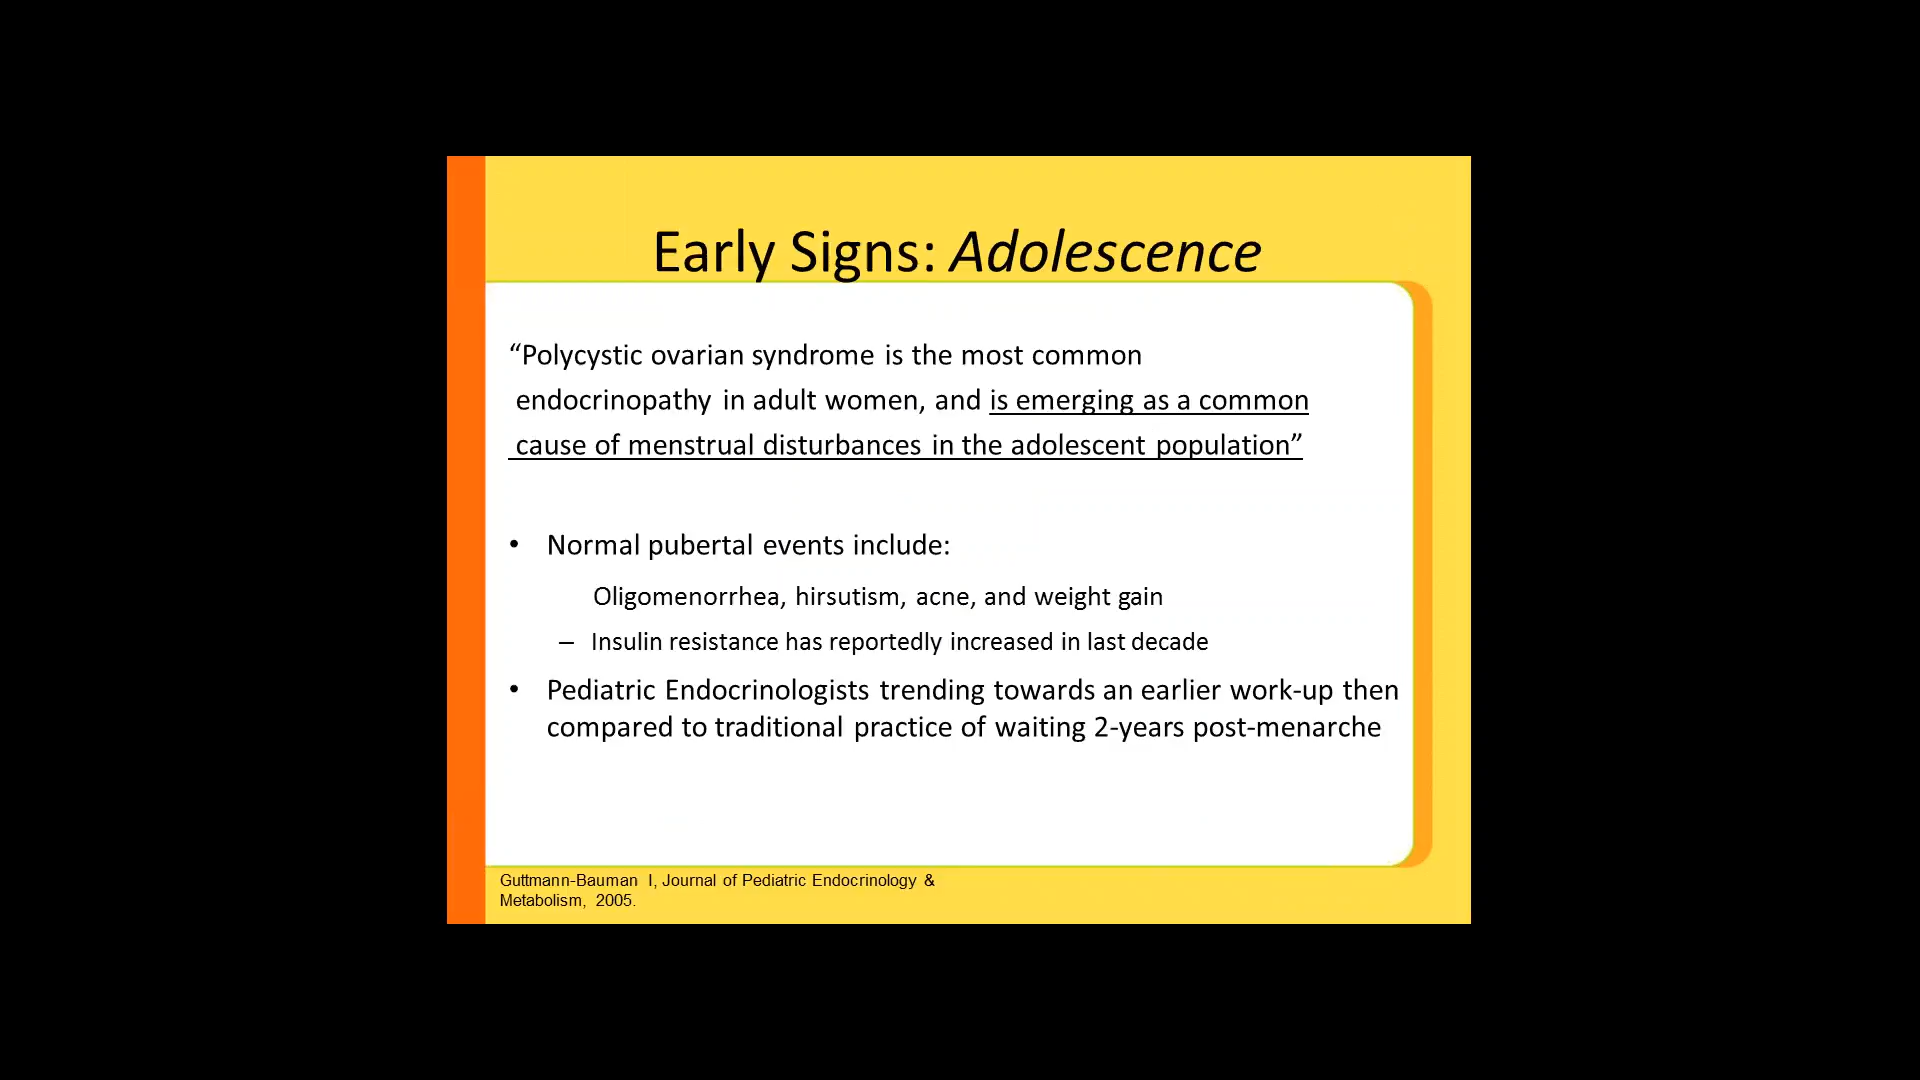 Early Signs: Adolescence
“Polycystic ovarian syndrome is the most common
endocrinopathy in adult women, and is emerging as a common
cause of menstrual disturbances in the adolescent population”
• Normal pubertal events include:
Oligomenorrhea, hirsutism, acne, and weight gain
– Insulin resistance has reportedly increased in last decade
• Pediatric Endocrinologists trending towards an earlier work-up then
compared to traditional practice of waiting 2-years post-menarche
Guttmann-Bauman I, Journal of Pediatric Endocrinology &
Metabolism, 2005.